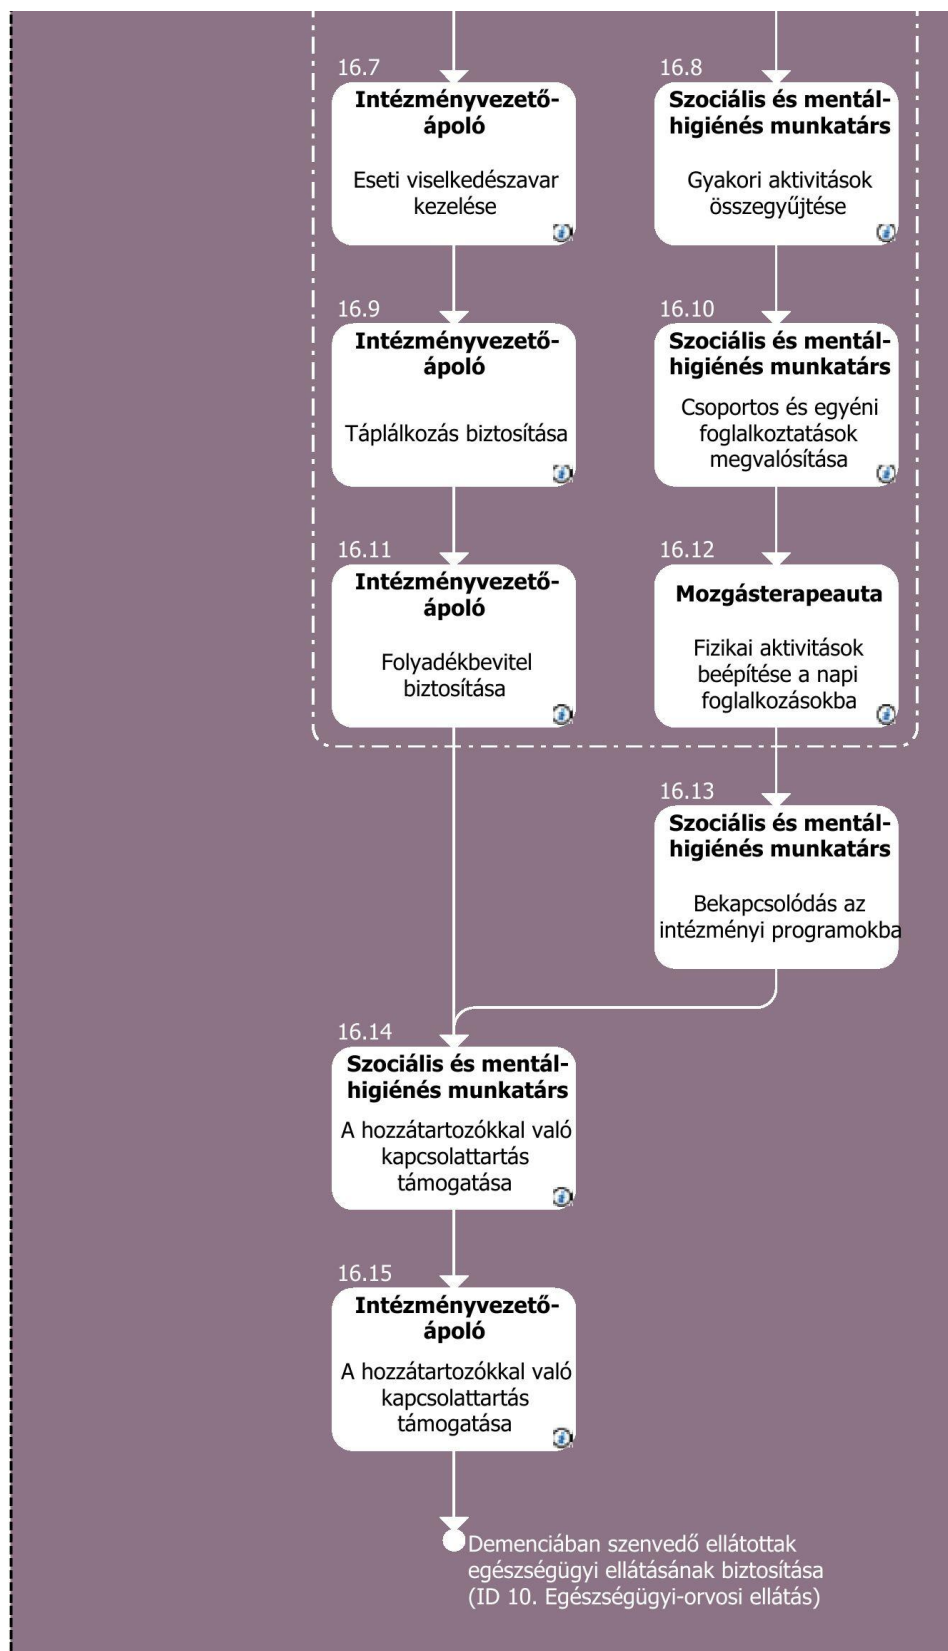 16.7
Intézményvezető-
ápoló
Eseti viselkedészavar
kezelése
16.8
Szociális és mentál-
higiénés munkatárs
Gyakori aktivitások
összegyűjtése
16.9
Intézményvezető-
ápoló
Táplálkozás biztosítása
16.10
Szociális és mentál-
higiénés munkatárs
Csoportos és egyéni
foglalkoztatások
megvalósítása
16.11
Intézményvezető-
ápoló
Folyadékbevitel
biztosítása
16.12
Mozgásterapeuta
Fizikai aktivitások
beépítése a napi
foglalkozásokba
16.13
Szociális és mentál-
higiénés munkatárs
Bekapcsolódás az
intézményi programokba
16.14
Szociális és mentál-
higiénés munkatárs
A hozzátartozókkal való
kapcsolattartás
támogatása
16.15
Intézményvezető-
ápoló
A hozzátartozókkal való
kapcsolattartás
támogatása
Demenciában szenvedő ellátottak
egészségügyi ellátásának biztosítása
(ID 10. Egészségügyi-orvosi ellátás)